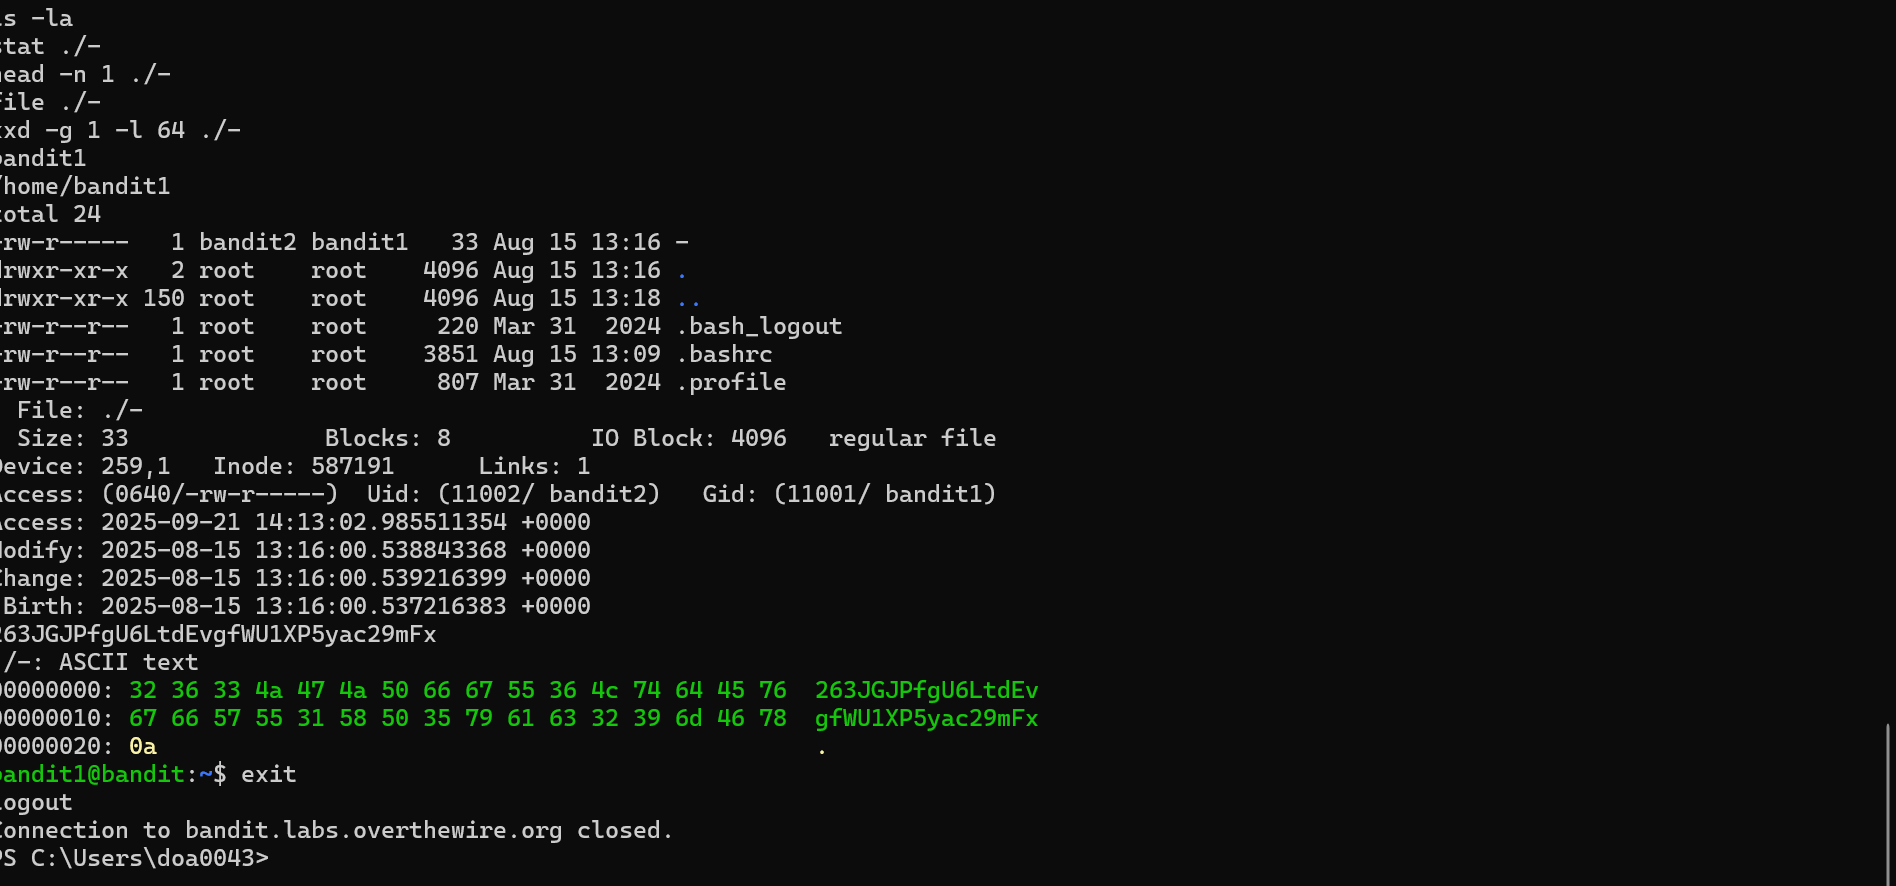 ls -la
stat ./-
head -n 1 ./-
file ./-
xxd -g 1 -l 64 ./-
bandit1
/home/bandit1
total 24
-rw-r-----   1 bandit2 bandit1   33 Aug 15 13:16 -
drwxr-xr-x   2 root    root    4096 Aug 15 13:16 .
drwxr-xr-x 150 root    root    4096 Aug 15 13:18 ..
-rw-r--r--   1 root    root     220 Mar 31  2024 .bash_logout
-rw-r--r--   1 root    root    3851 Aug 15 13:09 .bashrc
-rw-r--r--   1 root    root     807 Mar 31  2024 .profile
  File: ./-
  Size: 33              Blocks: 8          IO Block: 4096   regular file
Device: 259,1   Inode: 587191      Links: 1
Access: (0640/-rw-r-----)  Uid: (11002/ bandit2)   Gid: (11001/ bandit1)
Access: 2025-09-21 14:13:02.985511354 +0000
Modify: 2025-08-15 13:16:00.538843368 +0000
Change: 2025-08-15 13:16:00.539216399 +0000
 Birth: 2025-08-15 13:16:00.537216383 +0000
263JGJPfgU6LtdEvgfWU1XP5yac29mFx
./-: ASCII text
00000000: 32 36 33 4a 47 4a 50 66 67 55 36 4c 74 64 45 76  263JGJPfgU6LtdEv
00000010: 67 66 57 55 31 58 50 35 79 61 63 32 39 6d 46 78  gfWU1XP5yac29mFx
00000020: 0a                                               .
bandit1@bandit:~$ exit
logout
Connection to bandit.labs.overthewire.org closed.
PS C:\Users\doa0043>